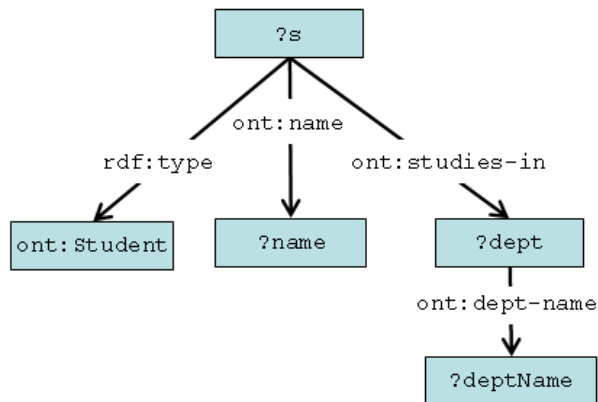 ?s
ont:name
rdf:type
ont:studies-in
ont:Student
?name
?dept
ont:dept-name
?deptName